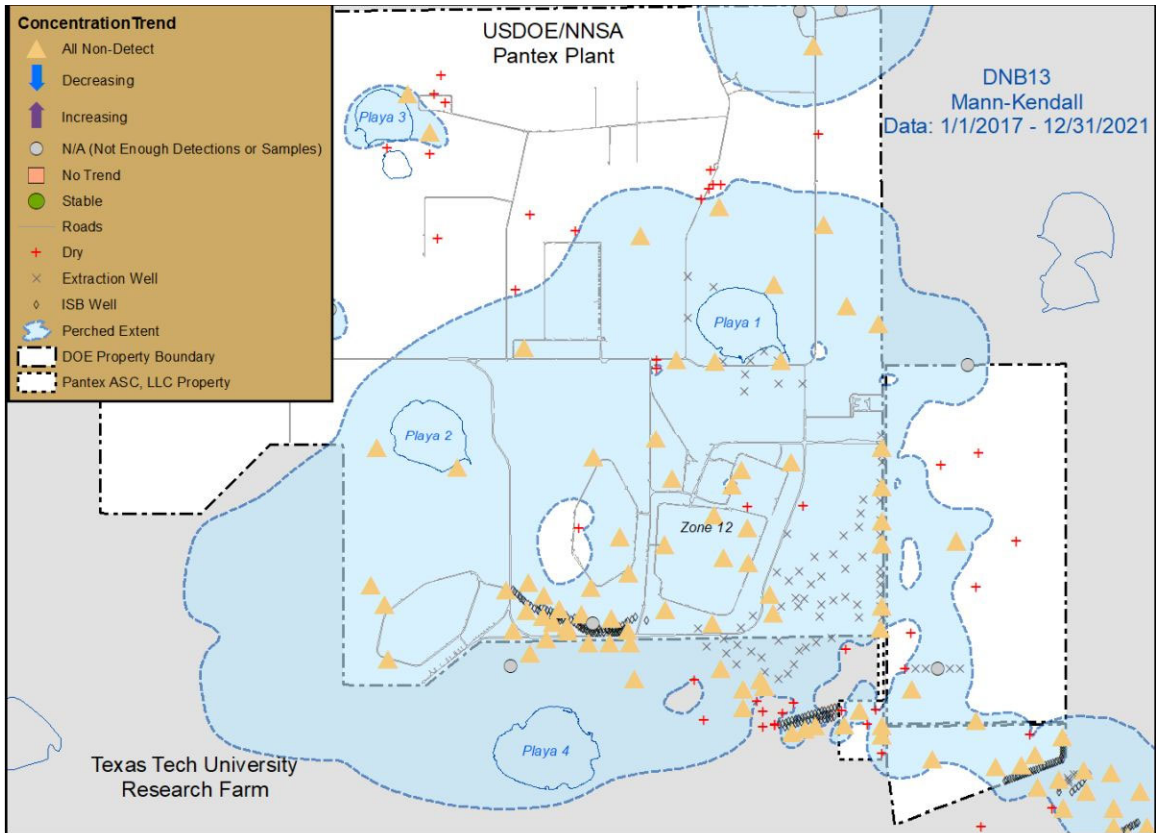 ConcentrationTrend
All Non-Detect
Decreasing
Increasing
N/A (Not Enough Detections or Samples)
No Trend
Stable
Roads
Dry
Extraction Well
ISB Well
Perched Extent
DOE Property Boundary
Pantex ASC, LLC Property
USDOE/NNSA
Pantex Plant
DNB13
Mann-Kendall
Data: 1/1/2017 - 12/31/2021
Playa 3
Playa 1
Playa 2
Zone 12
Playa 4
Texas Tech University
Research Farm